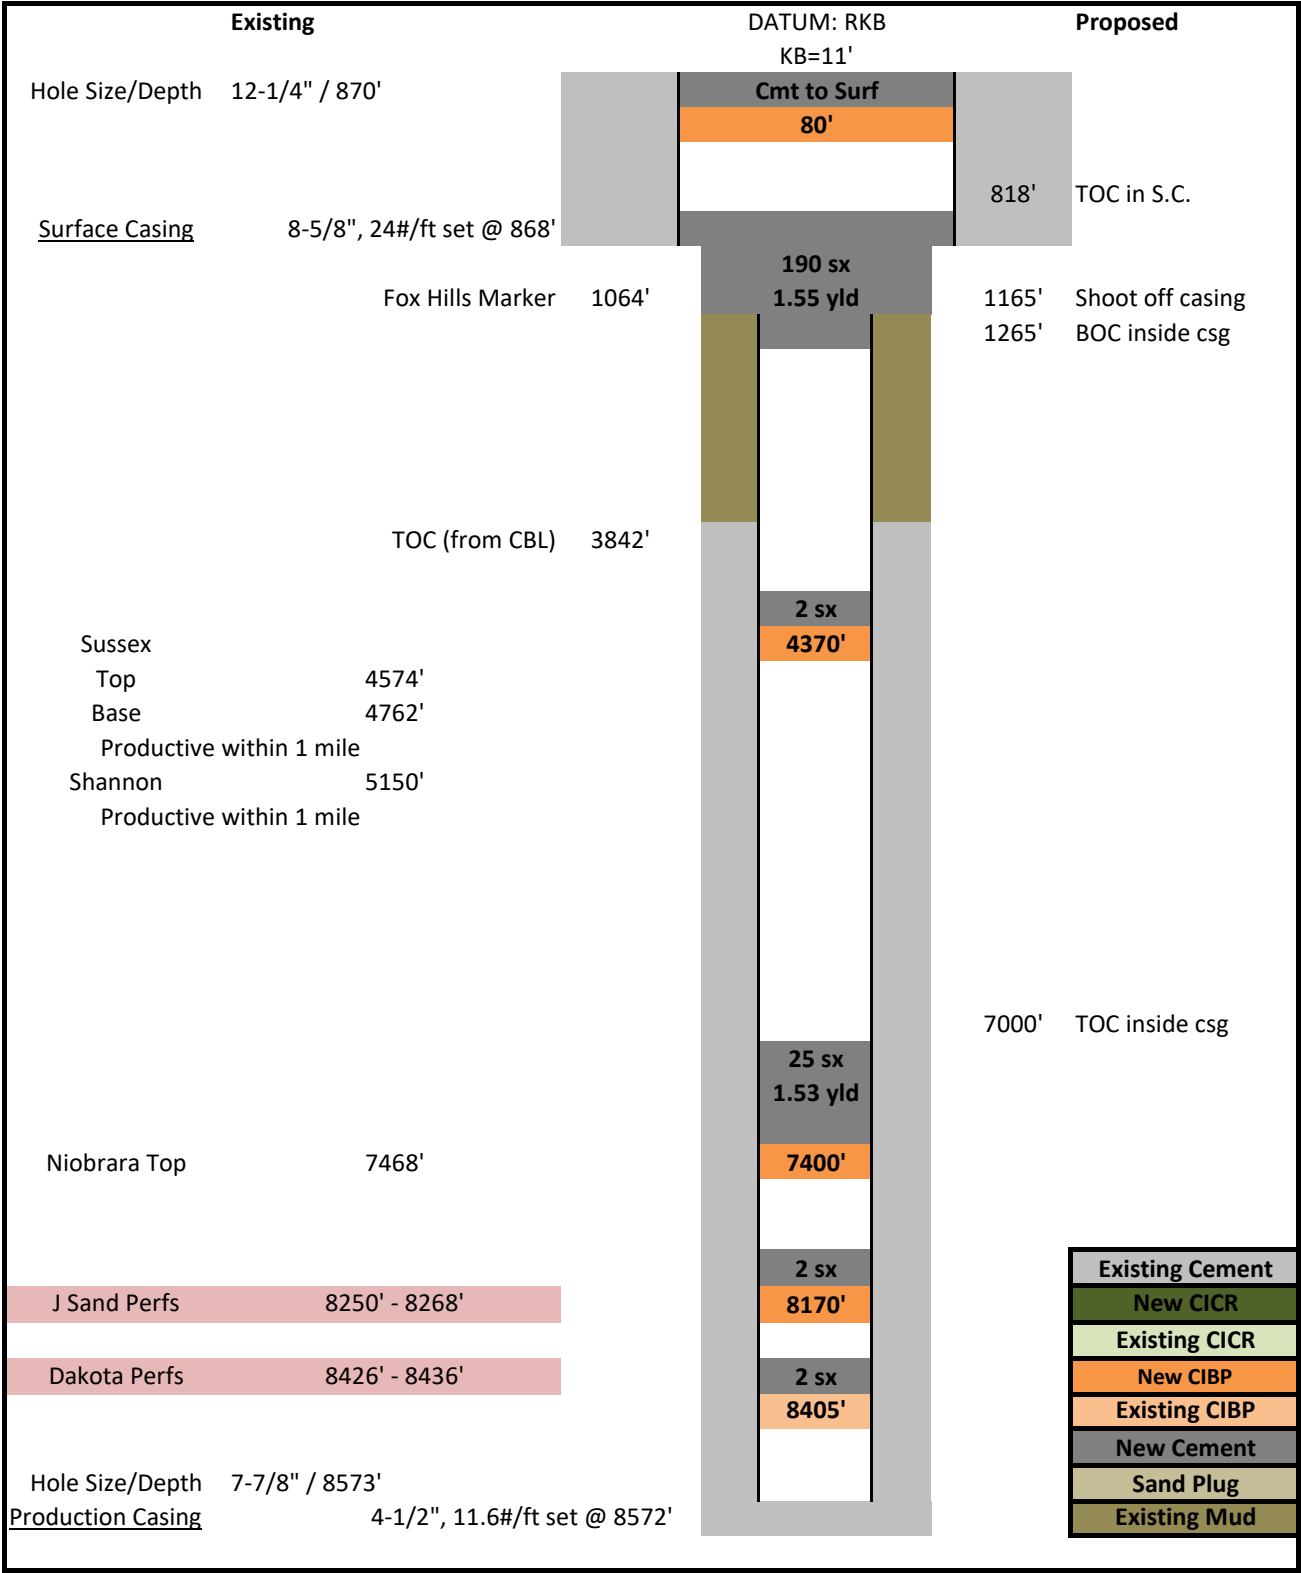 Existing DATUM: RKB Proposed
KB=11'
Hole Size/Depth 12-1/4" / 870' Cmt to Surf
80'
818' TOC in S.C.
Surface Casing 8-5/8", 24#/ft set @ 868'
190 sx
Fox Hills Marker 1064' 1.55 yld 1165' Shoot off casing
1265' BOC inside csg
TOC (from CBL) 3842'
2 sx
Sussex 4370'
Top 4574'
Base 4762'
Productive within 1 mile
Shannon 5150'
Productive within 1 mile
7000' TOC inside csg
25 sx
1.53 yld
Niobrara Top 7468' 7400'
2 sx Existing Cement
J Sand Perfs 8250' - 8268' 8170' New CICR
Existing CICR
Dakota Perfs 8426' - 8436' 2 sx New CIBP
8405' Existing CIBP
New Cement
Hole Size/Depth 7-7/8" / 8573' Sand Plug
Production Casing 4-1/2", 11.6#/ft set @ 8572' Existing Mud